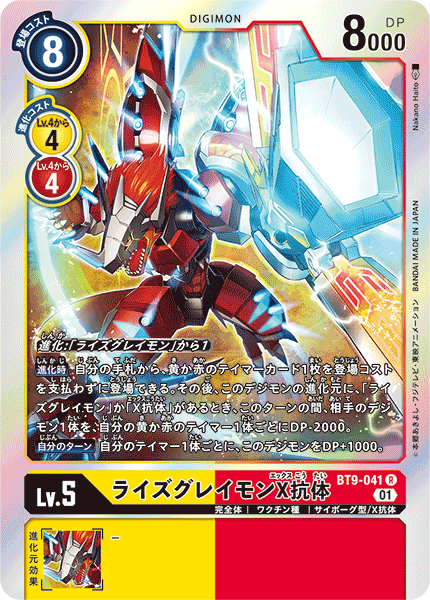 DIGIMON
登場コスト
8
DP
8000
進化コスト
Lv.4から
4
Lv.4から
4
Nakano Haito
©本郷あきよし・フジテレビ・東映アニメーション BANDAI MADE IN JAPAN
進化:「ライズグレイモン」から1
進化時 自分の手札から、黄か赤のテイマーカード1枚を登場コスト
を支払わずに登場できる。その後、このデジモンの進化元に、「ライ
ズグレイモン」か「X抗体」があるとき、このターンの間、相手のデジ
モン1体を、自分の黄か赤のテイマー1体ごとにDP-2000。
自分のターン 自分のテイマー1体ごとに、このデジモンをDP+1000。
Lv.5
ライズグレイモンX抗体
エックスこうたい
BT9-041 R
01
完全体 | ワクチン種 | サイボーグ型/X抗体
進化元効果
-